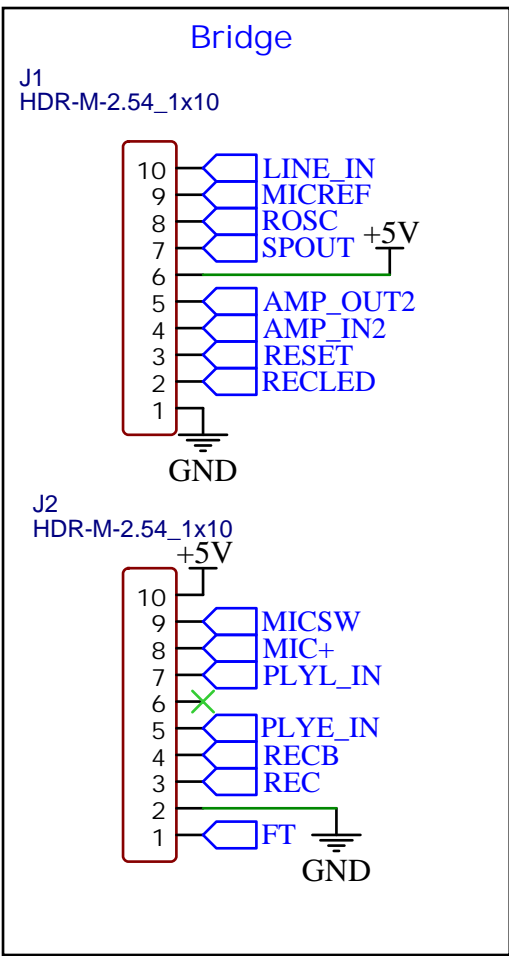 Bridge
J1
HDR-M-2.54_1x10
10 LINE_IN
9 MICREF
8 ROSC
7 SPOUT +5V
6
5 AMP_OUT2
4 AMP_IN2
3 RESET
2 RECLED
1
GND
J2
HDR-M-2.54_1x10
+5V
10
9 MICSW
8 MIC+
7 PLYL_IN
6
5 PLYE_IN
4 RECB
3 REC
2
1 FT
GND